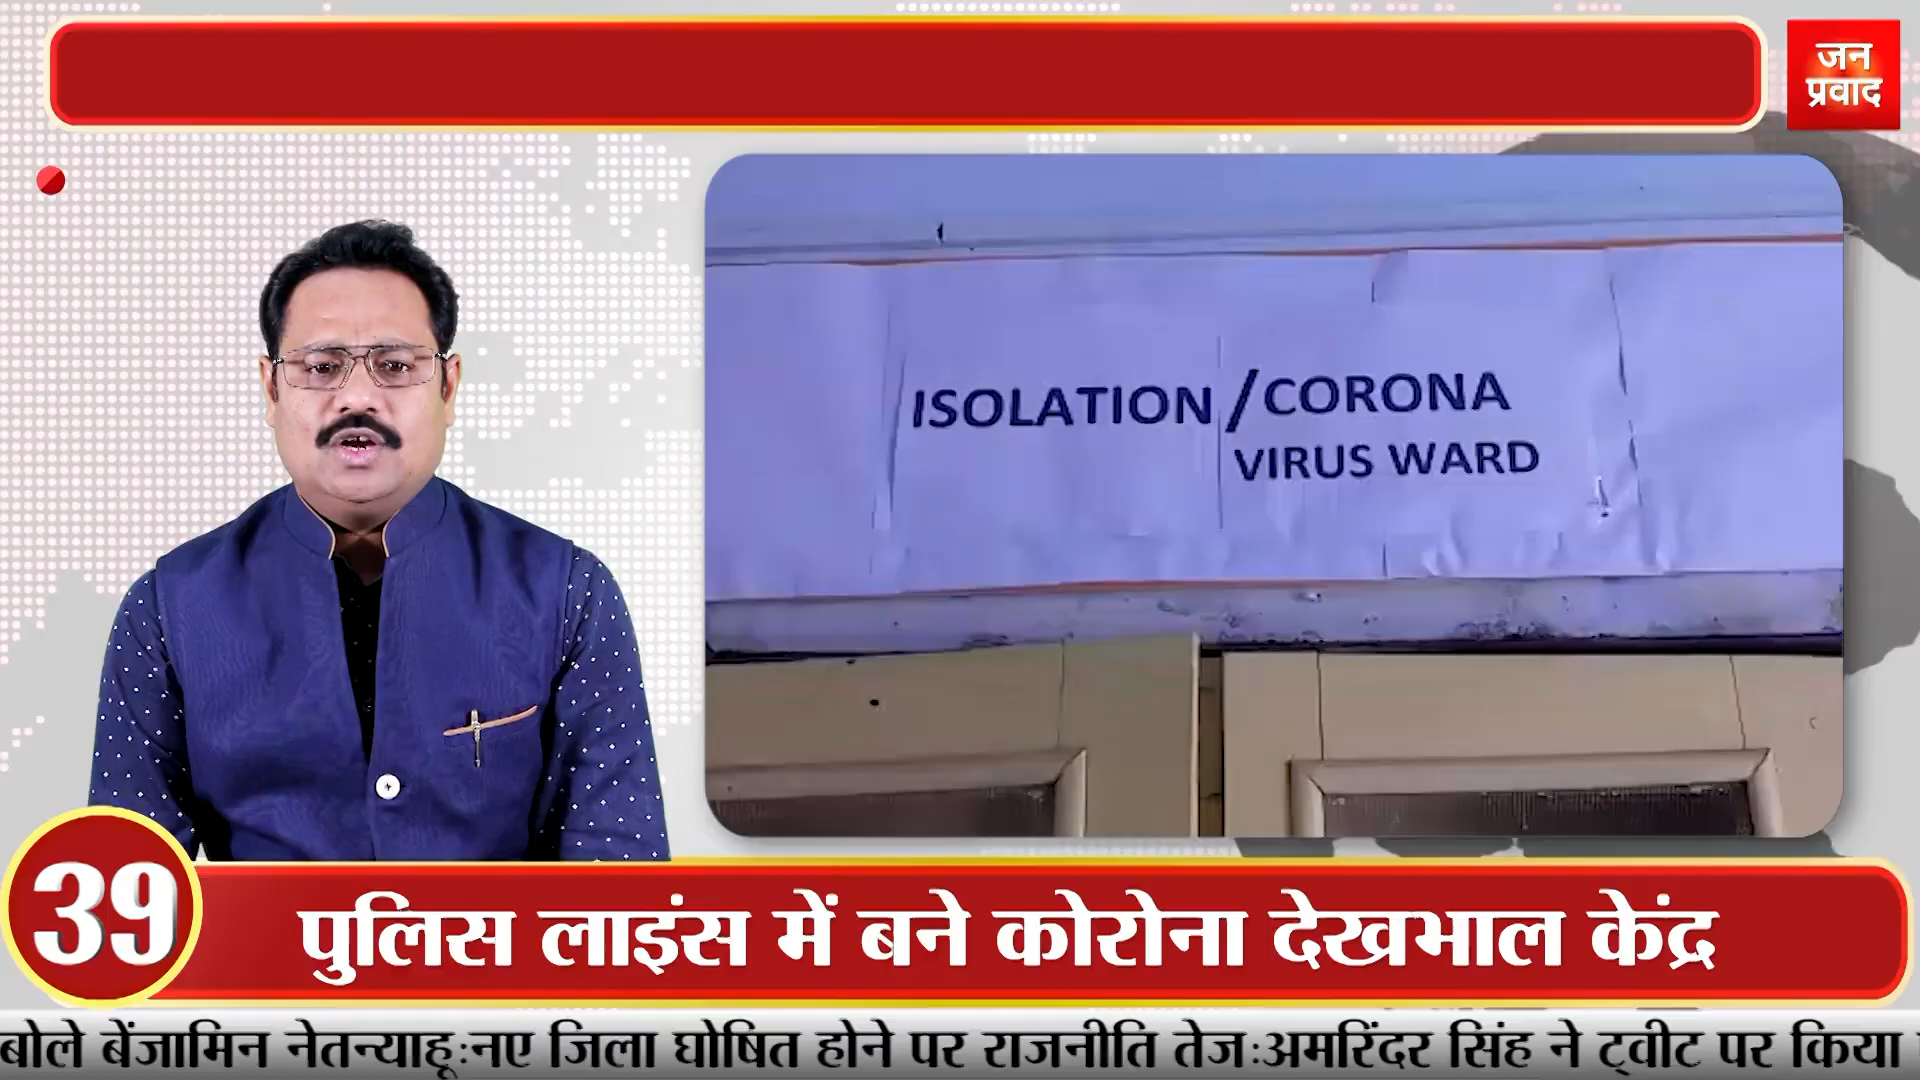 जन
प्रवाद
ISOLATION/CORONA
VIRUS WARD
39
पुलिस लाइंस में बने कोरोना देखभाल केंद्र
बोले बेंजामिन नेतन्याहू:नए जिला घोषित होने पर राजनीति तेज:अमरिंदर सिंह ने ट्वीट पर किया